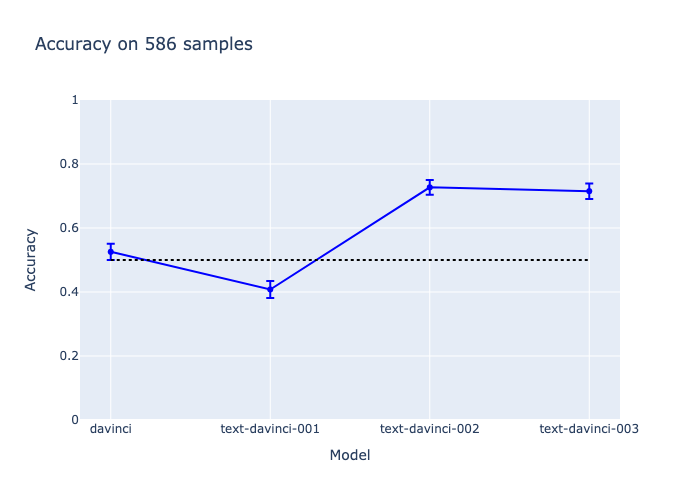 Accuracy on 586 samples
1
0.8
0.6
0.4
0.2
0
Accuracy
davinci
text-davinci-001
text-davinci-002
text-davinci-003
Model